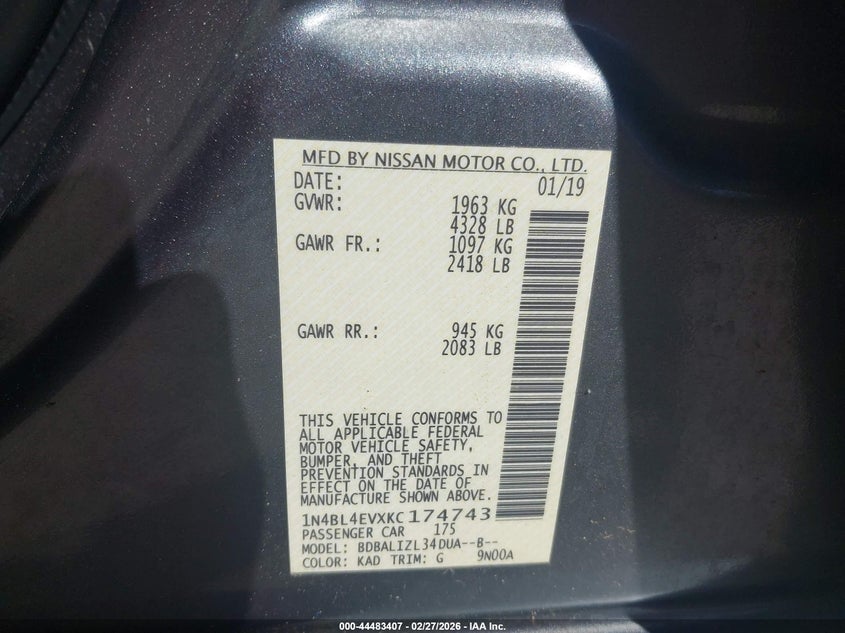 MFD BY NISSAN MOTOR CO., LTD.
DATE: 01/19
GVWR: 1963 KG
4328 LB
GAWR FR.: 1097 KG
2418 LB
GAWR RR.: 945 KG
2083 LB
THIS VEHICLE CONFORMS TO
ALL APPLICABLE FEDERAL
MOTOR VEHICLE SAFETY,
BUMPER, AND THEFT
PREVENTION STANDARDS IN
EFFECT ON THE DATE OF
MANUFACTURE SHOWN ABOVE.
1N4BL4EVXKC174743
PASSENGER CAR 175
MODEL: BDBALIZL34DUA--B--
COLOR: KAD TRIM: G 9N00A
000-44483407 - 02/27/2026 - IAA Inc.